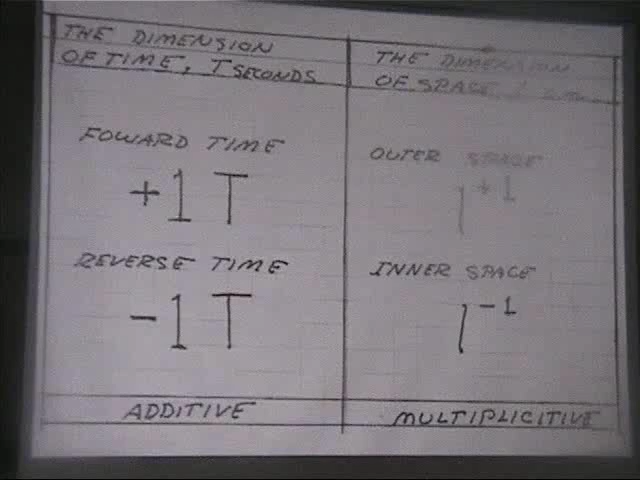 THE DIMENSION
OF TIME, T SECONDS
FOWARD TIME
+1 T
REVERSE TIME
-1 T
ADDITIVE
THE DIMENSION
OF SPACE
OUTER SPACE
l⁺¹
INNER SPACE
l⁻¹
MULTIPLICITIVE